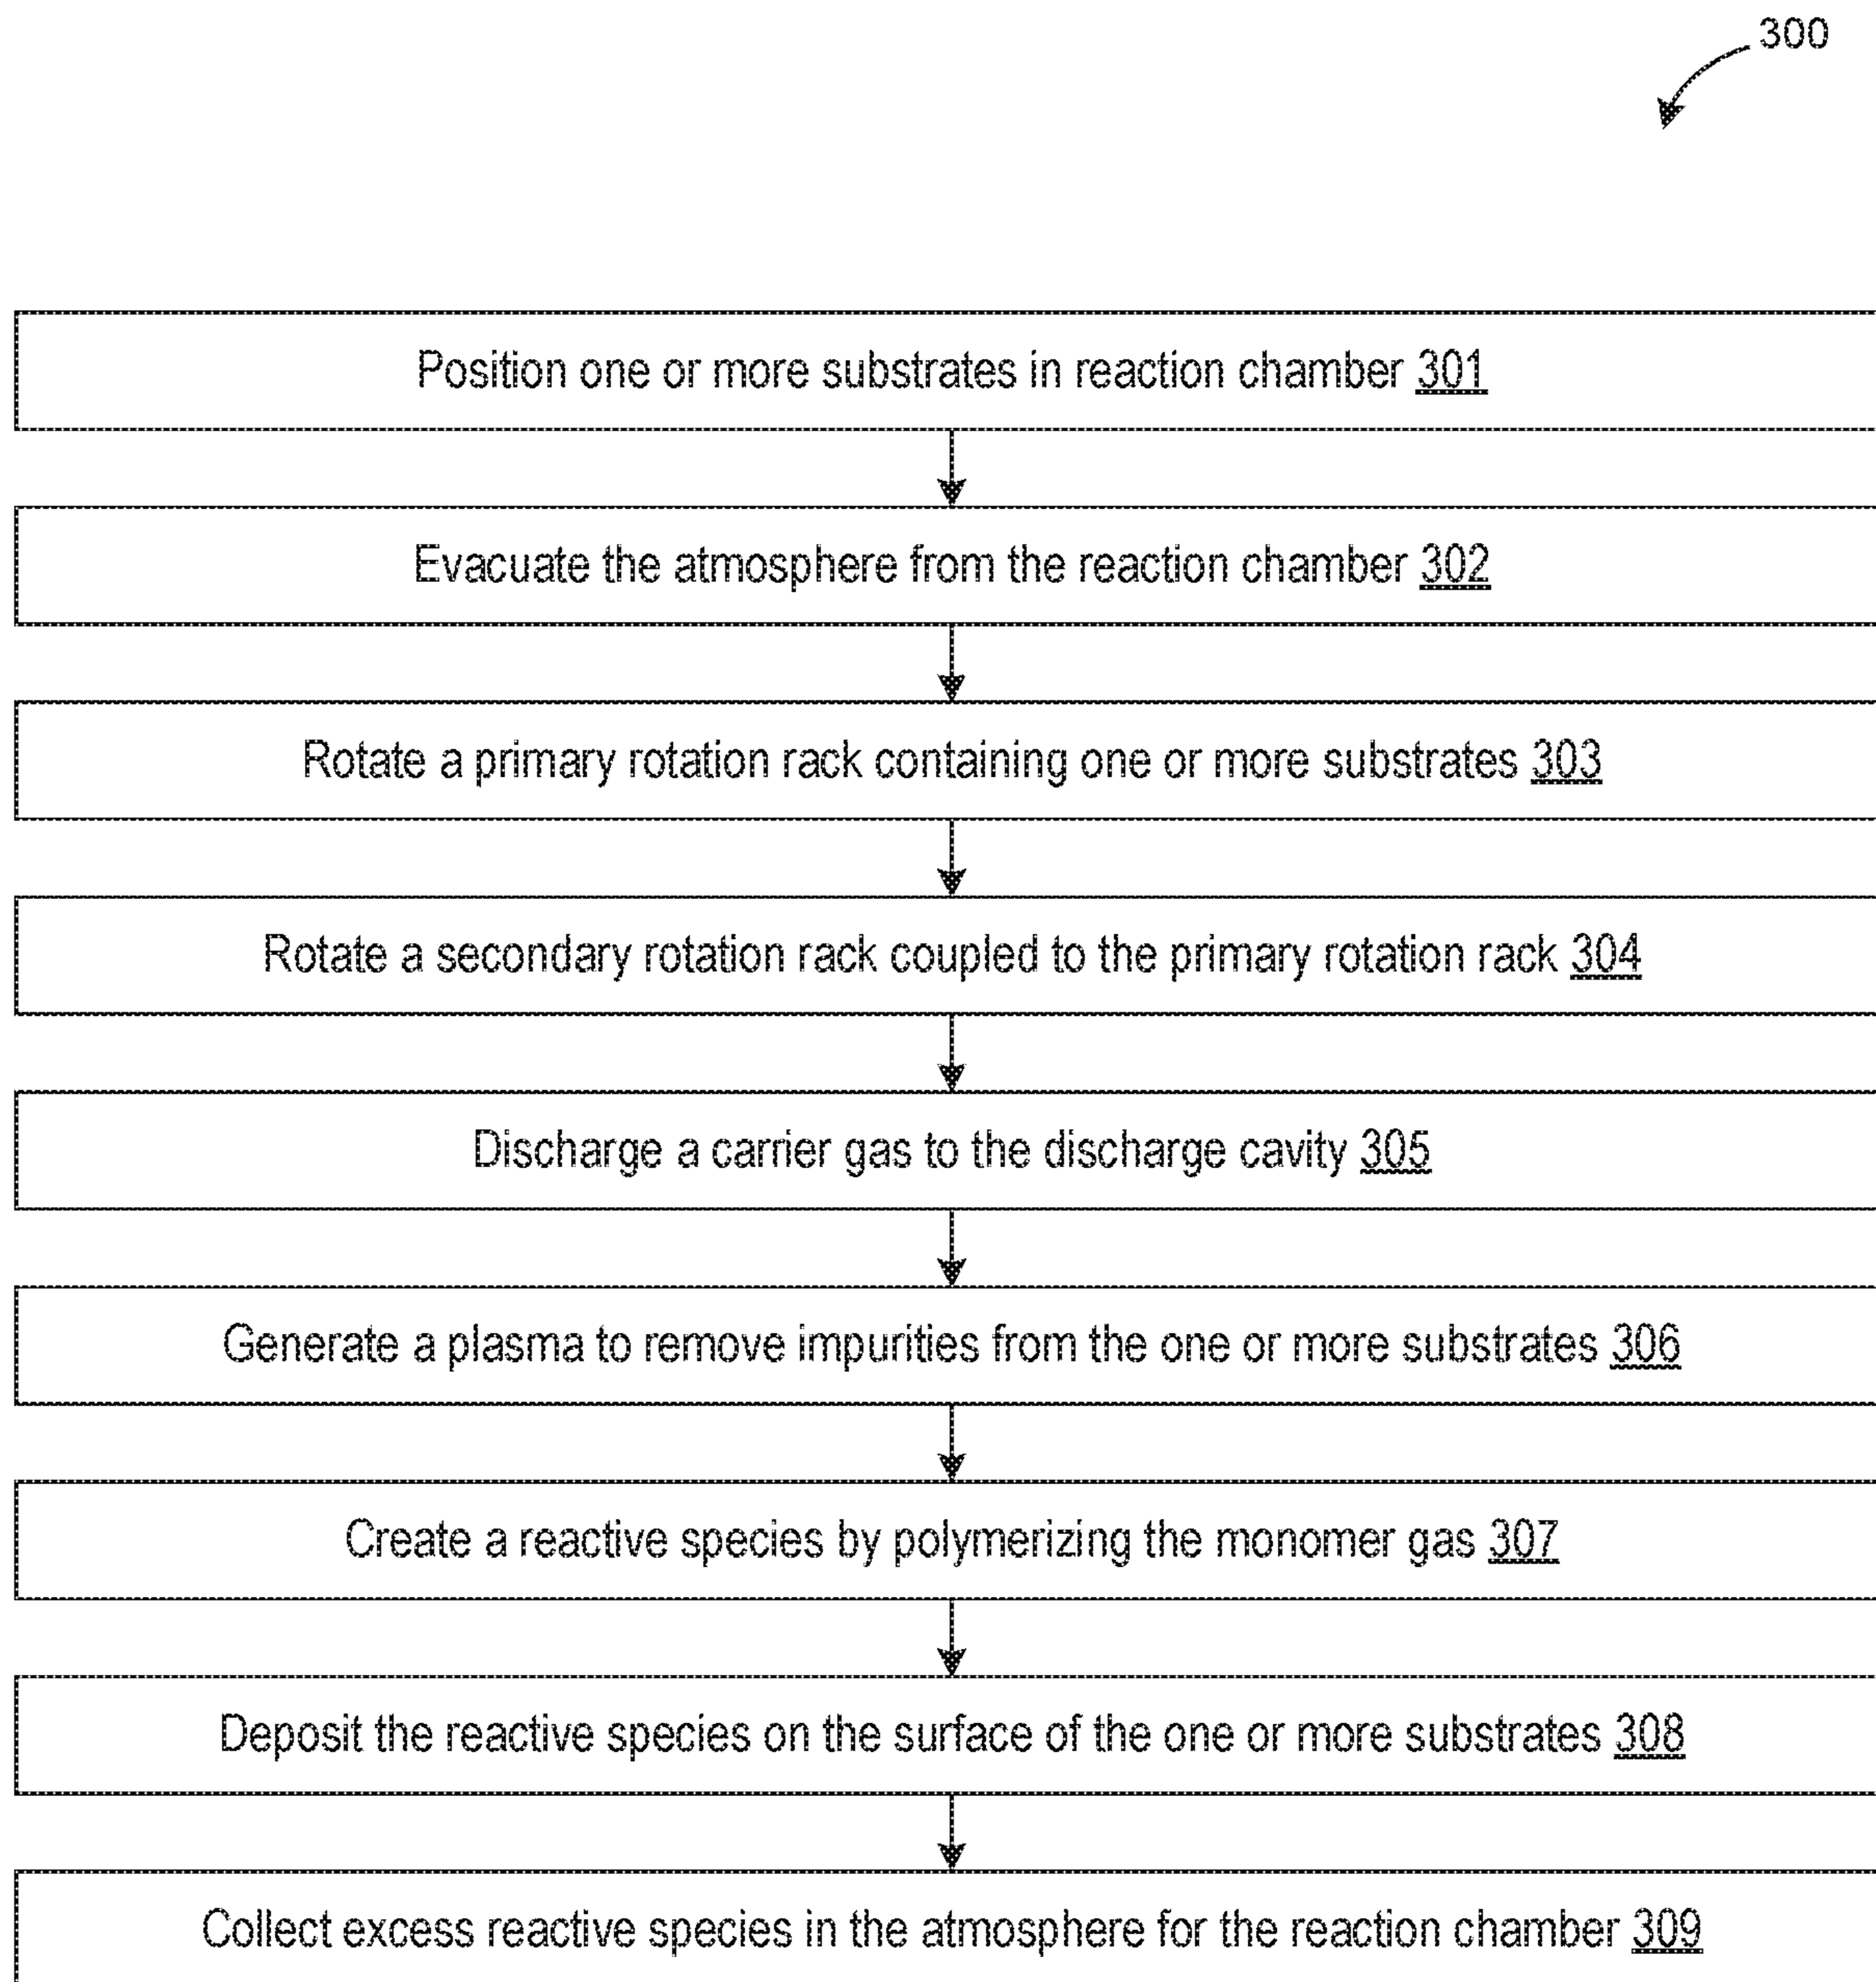 300
Position one or more substrates in reaction chamber 301
Evacuate the atmosphere from the reaction chamber 302
Rotate a primary rotation rack containing one or more substrates 303
Rotate a secondary rotation rack coupled to the primary rotation rack 304
Discharge a carrier gas to the discharge cavity 305
Generate a plasma to remove impurities from the one or more substrates 306
Create a reactive species by polymerizing the monomer gas 307
Deposit the reactive species on the surface of the one or more substrates 308
Collect excess reactive species in the atmosphere for the reaction chamber 309